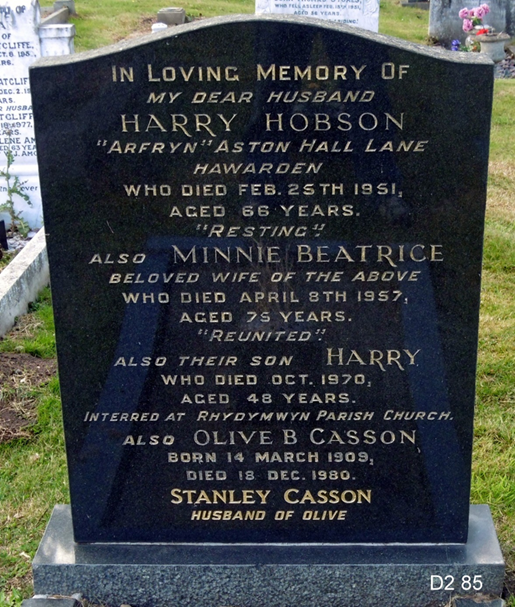 IN LOVING MEMORY OF
MY DEAR HUSBAND
HARRY HOBSON
"ARFRYN" ASTON HALL LANE
HAWARDEN
WHO DIED FEB. 25TH 1951,
AGED 66 YEARS.
"RESTING".
ALSO MINNIE BEATRICE
BELOVED WIFE OF THE ABOVE
WHO DIED APRIL 8TH 1957,
AGED 75 YEARS.
"REUNITED".
ALSO THEIR SON HARRY,
WHO DIED OCT. 1970,
AGED 48 YEARS.
INTERRED AT RHYDYMWYN PARISH CHURCH.
ALSO OLIVE B CASSON
BORN 14 MARCH 1909,
DIED 18 DEC. 1980.
STANLEY CASSON
HUSBAND OF OLIVE
D2 85